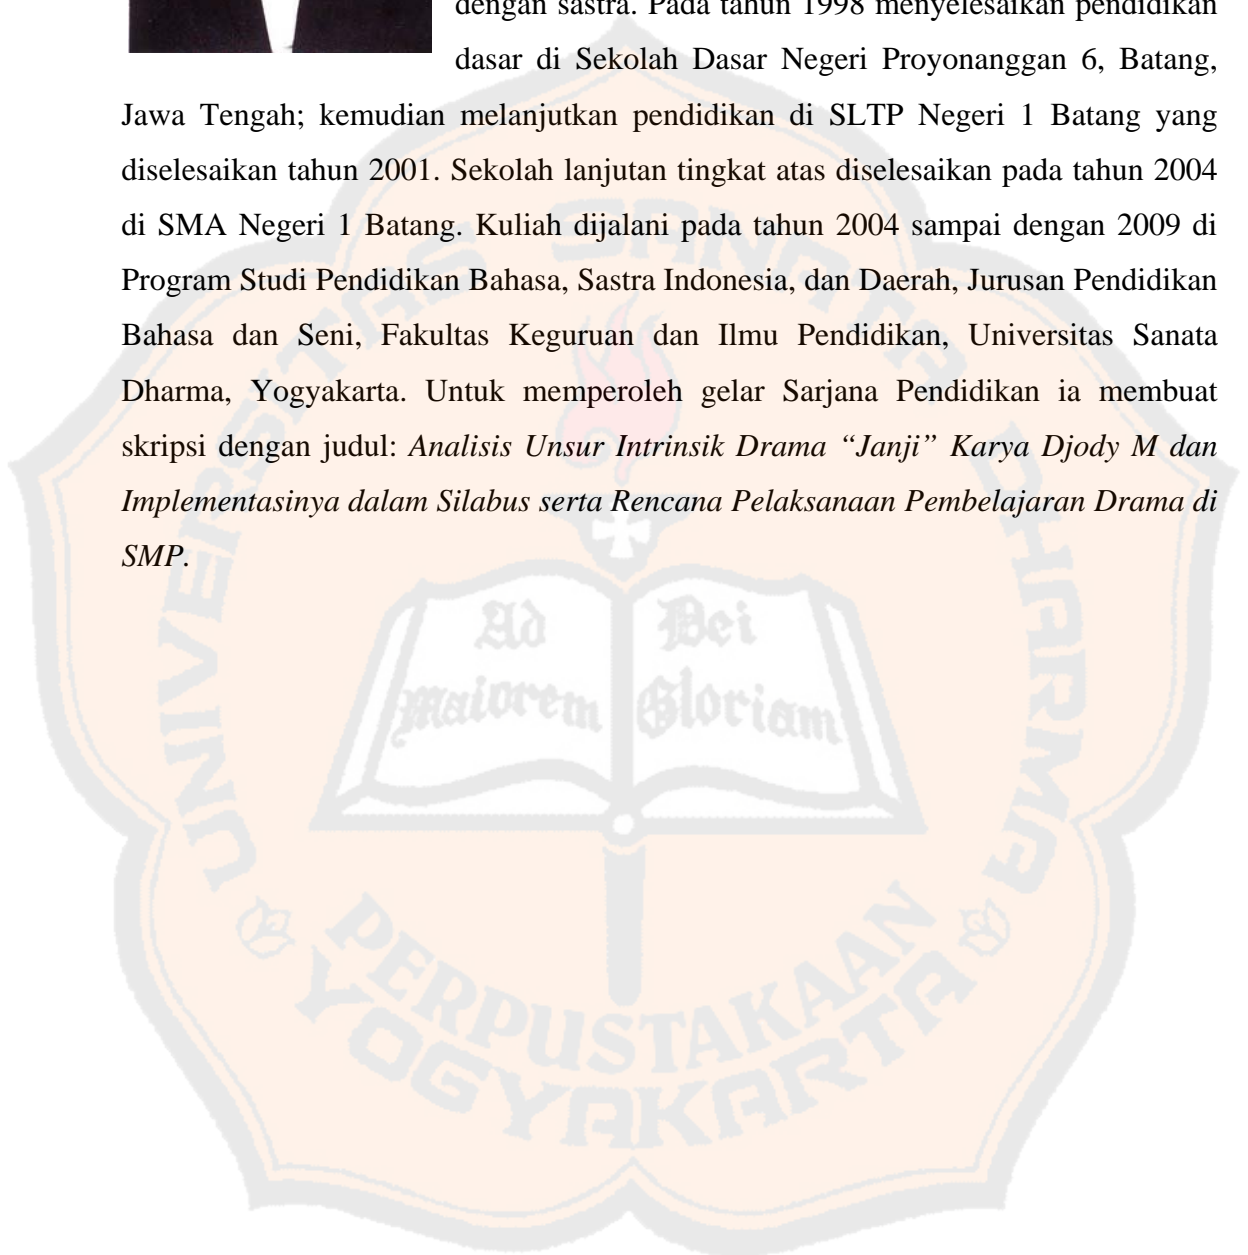 dengan sastra. Pada tahun 1998 menyelesaikan pendidikan
dasar di Sekolah Dasar Negeri Proyonanggan 6, Batang,
Jawa Tengah; kemudian melanjutkan pendidikan di SLTP Negeri 1 Batang yang
diselesaikan tahun 2001. Sekolah lanjutan tingkat atas diselesaikan pada tahun 2004
di SMA Negeri 1 Batang. Kuliah dijalani pada tahun 2004 sampai dengan 2009 di
Program Studi Pendidikan Bahasa, Sastra Indonesia, dan Daerah, Jurusan Pendidikan
Bahasa dan Seni, Fakultas Keguruan dan Ilmu Pendidikan, Universitas Sanata
Dharma, Yogyakarta. Untuk memperoleh gelar Sarjana Pendidikan ia membuat
skripsi dengan judul: Analisis Unsur Intrinsik Drama “Janji” Karya Djody M dan
Implementasinya dalam Silabus serta Rencana Pelaksanaan Pembelajaran Drama di
SMP.
UNIVERSITAS SANATA DHARMA
Ad Dei
maiorem Gloriam
PERPUSTAKAAN
YOGYAKARTA